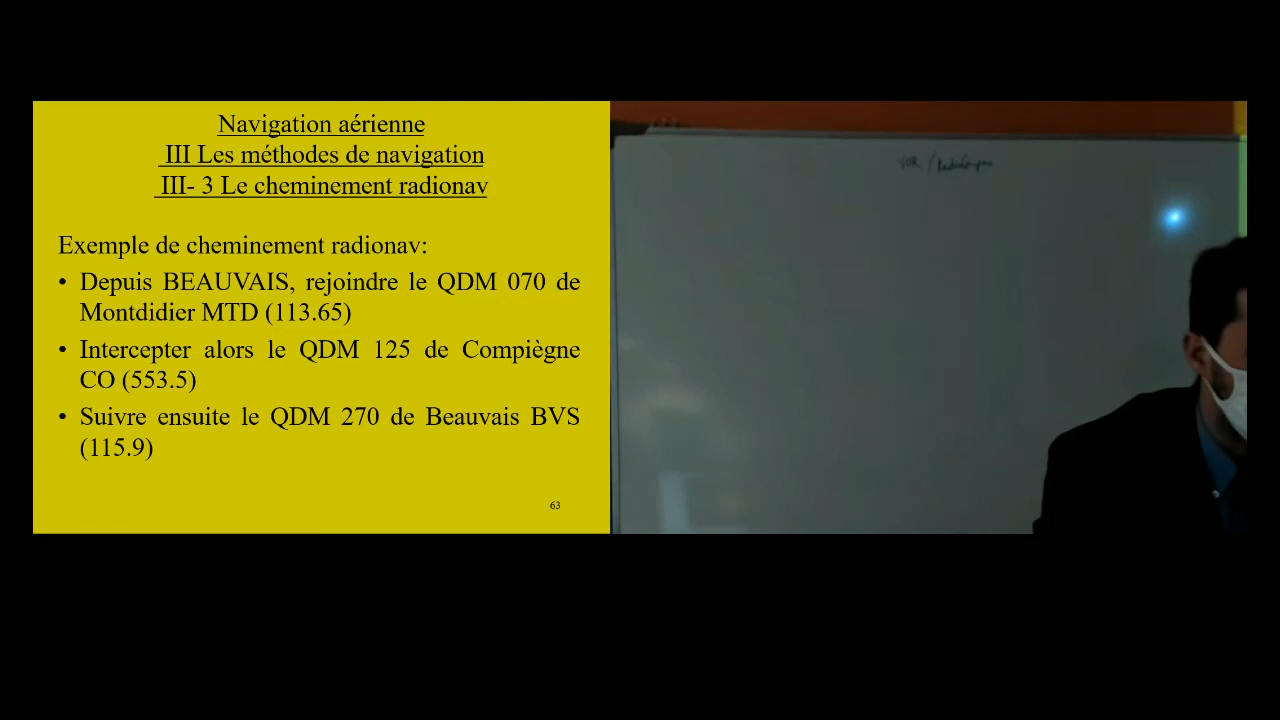 Navigation aérienne
III Les méthodes de navigation
III- 3 Le cheminement radionav
Exemple de cheminement radionav:
• Depuis BEAUVAIS, rejoindre le QDM 070 de
Montdidier MTD (113.65)
• Intercepter alors le QDM 125 de Compiègne
CO (553.5)
• Suivre ensuite le QDM 270 de Beauvais BVS
(115.9)
63
VOR / Radiocompas